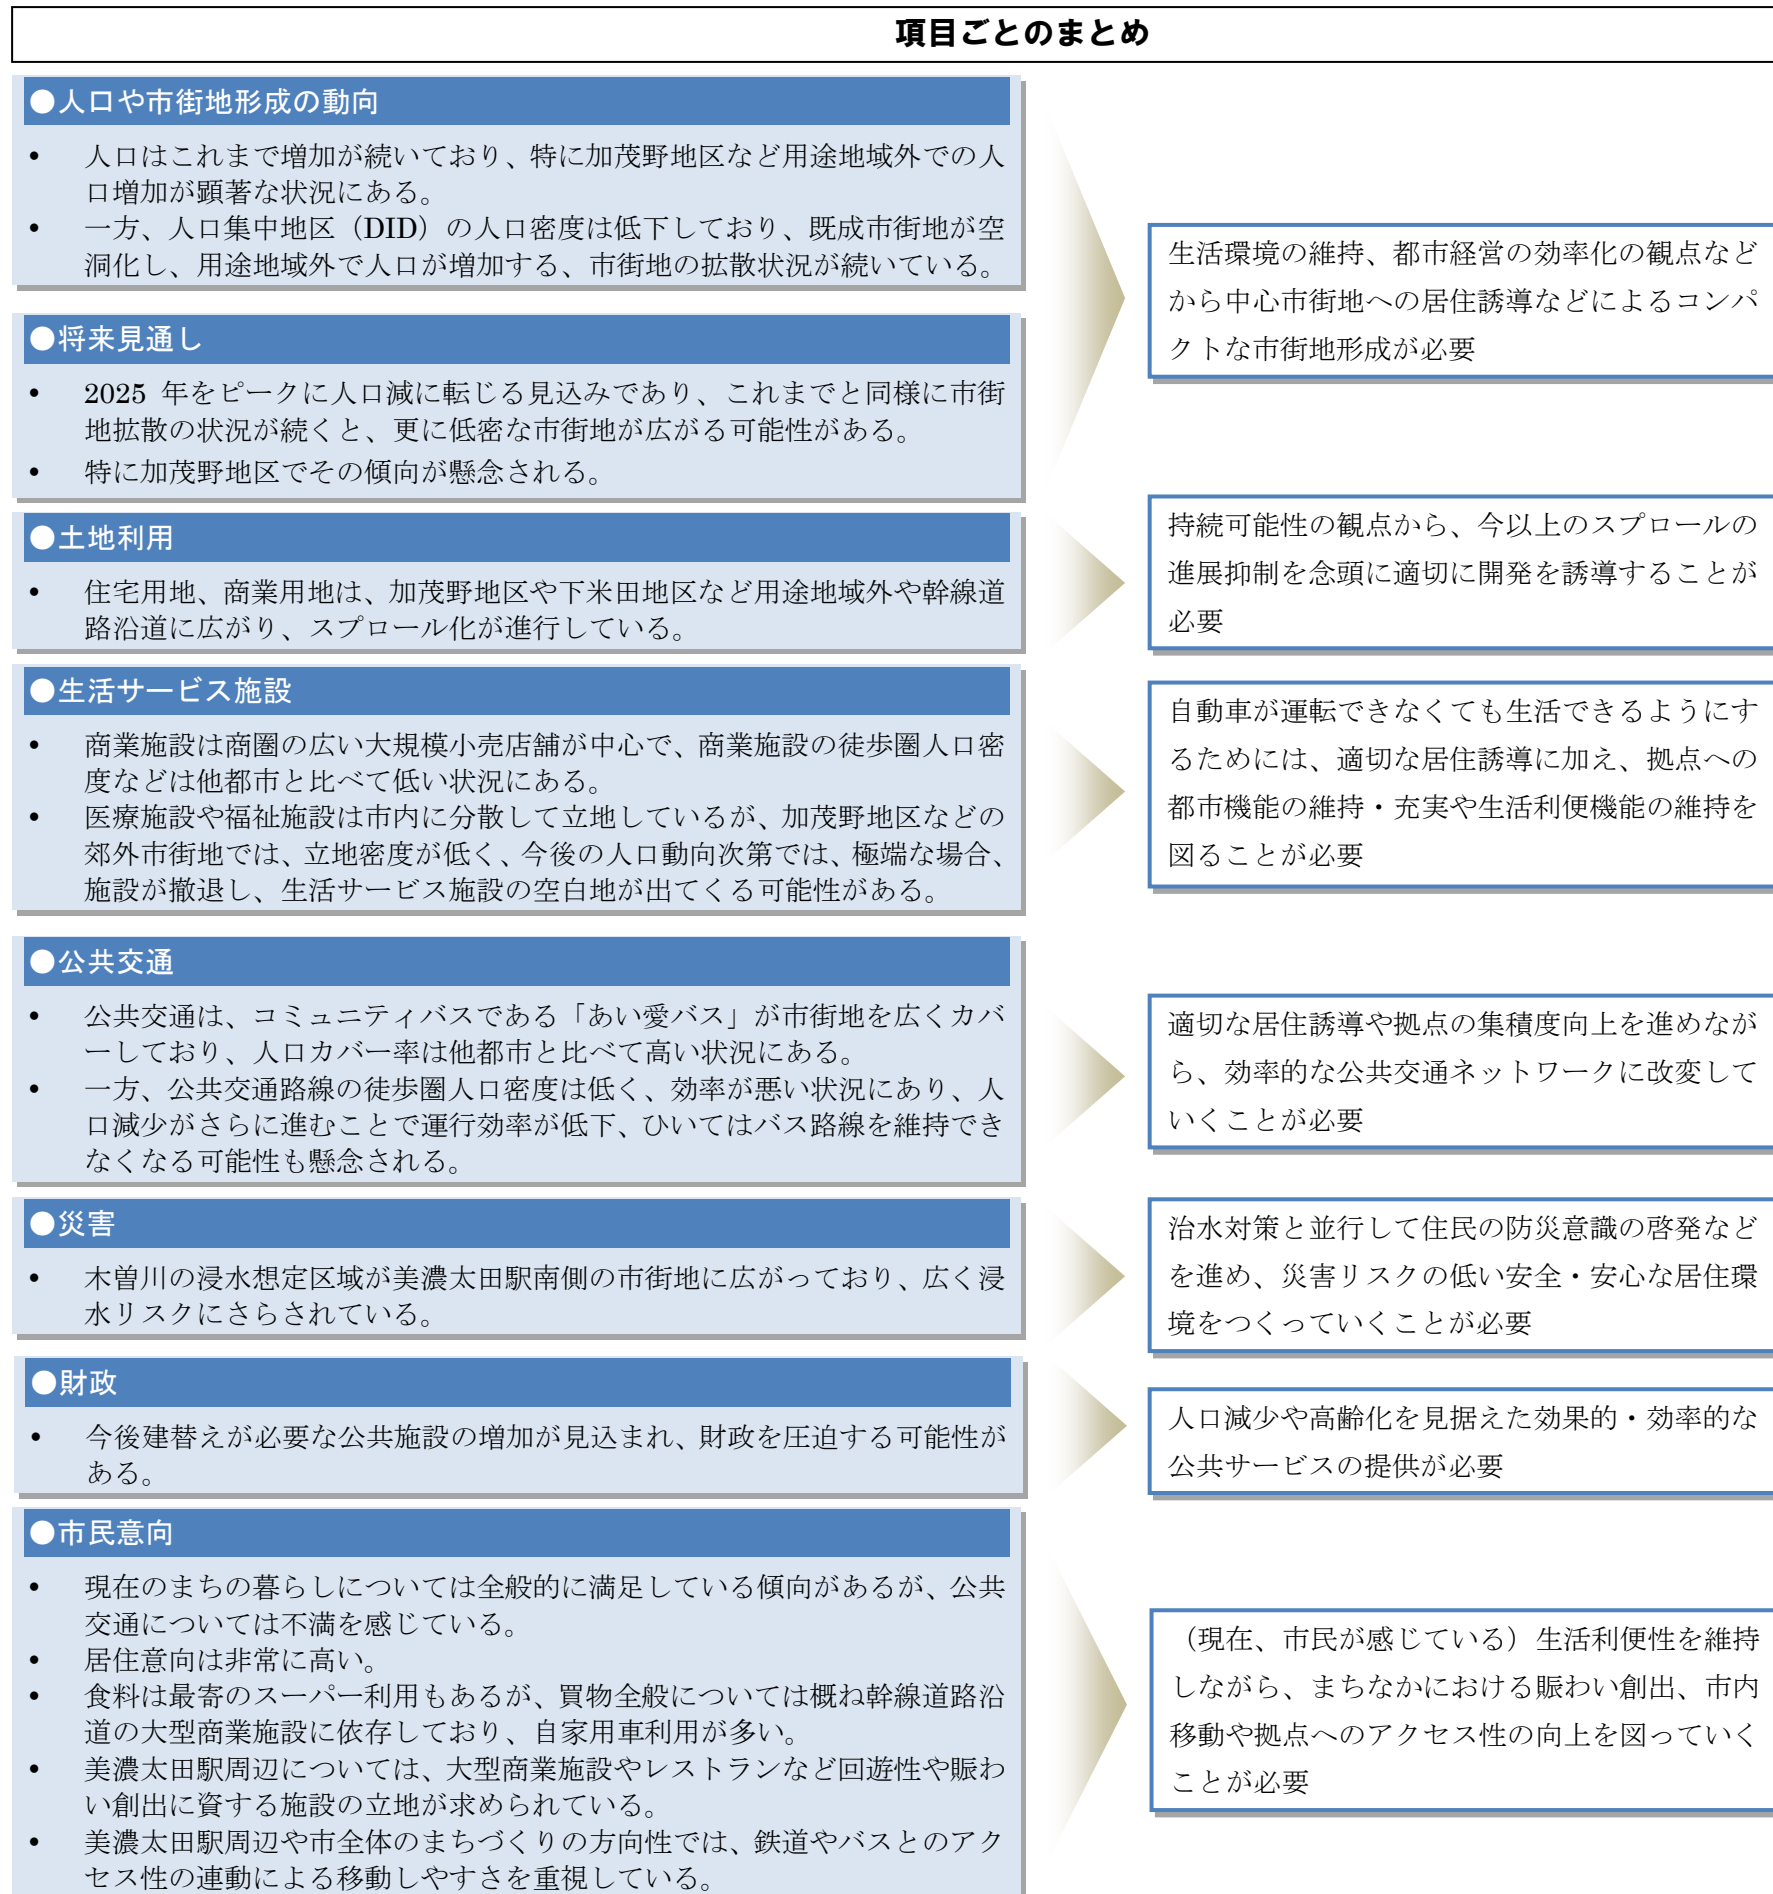 項目ごとのまとめ
●人口や市街地形成の動向
• 人口はこれまで増加が続いており、特に加茂野地区など用途地域外での人
口増加が顕著な状況にある。
• 一方、人口集中地区（DID）の人口密度は低下しており、既成市街地が空
洞化し、用途地域外で人口が増加する、市街地の拡散状況が続いている。
●将来見通し
• 2025 年をピークに人口減に転じる見込みであり、これまでと同様に市街
地拡散の状況が続くと、更に低密な市街地が広がる可能性がある。
• 特に加茂野地区でその傾向が懸念される。
生活環境の維持、都市経営の効率化の観点など
から中心市街地への居住誘導などによるコンパ
クトな市街地形成が必要
●土地利用
• 住宅用地、商業用地は、加茂野地区や下米田地区など用途地域外や幹線道
路沿道に広がり、スプロール化が進行している。
持続可能性の観点から、今以上のスプロールの
進展抑制を念頭に適切に開発を誘導することが
必要
●生活サービス施設
• 商業施設は商圏の広い大規模小売店舗が中心で、商業施設の徒歩圏人口密
度などは他都市と比べて低い状況にある。
• 医療施設や福祉施設は市内に分散して立地しているが、加茂野地区などの
郊外市街地では、立地密度が低く、今後の人口動向次第では、極端な場合、
施設が撤退し、生活サービス施設の空白地が出てくる可能性がある。
自動車が運転できなくても生活できるようにす
るためには、適切な居住誘導に加え、拠点への
都市機能の維持・充実や生活利便機能の維持を
図ることが必要
●公共交通
• 公共交通は、コミュニティバスである「あい愛バス」が市街地を広くカバ
ーしており、人口カバー率は他都市と比べて高い状況にある。
• 一方、公共交通路線の徒歩圏人口密度は低く、効率が悪い状況にあり、人
口減少がさらに進むことで運行効率が低下、ひいてはバス路線を維持でき
なくなる可能性も懸念される。
適切な居住誘導や拠点の集積度向上を進めなが
ら、効率的な公共交通ネットワークに改変して
いくことが必要
●災害
• 木曽川の浸水想定区域が美濃太田駅南側の市街地に広がっており、広く浸
水リスクにさらされている。
治水対策と並行して住民の防災意識の啓発など
を進め、災害リスクの低い安全・安心な居住環
境をつくっていくことが必要
●財政
• 今後建替えが必要な公共施設の増加が見込まれ、財政を圧迫する可能性が
ある。
人口減少や高齢化を見据えた効果的・効率的な
公共サービスの提供が必要
●市民意向
• 現在のまちの暮らしについては全般的に満足している傾向があるが、公共
交通については不満を感じている。
• 居住意向は非常に高い。
• 食料は最寄のスーパー利用もあるが、買物全般については概ね幹線道路沿
道の大型商業施設に依存しており、自家用車利用が多い。
• 美濃太田駅周辺については、大型商業施設やレストランなど回遊性や賑わ
い創出に資する施設の立地が求められている。
• 美濃太田駅周辺や市全体のまちづくりの方向性では、鉄道やバスとのアク
セス性の連動による移動しやすさを重視している。
（現在、市民が感じている）生活利便性を維持
しながら、まちなかにおける賑わい創出、市内
移動や拠点へのアクセス性の向上を図っていく
ことが必要